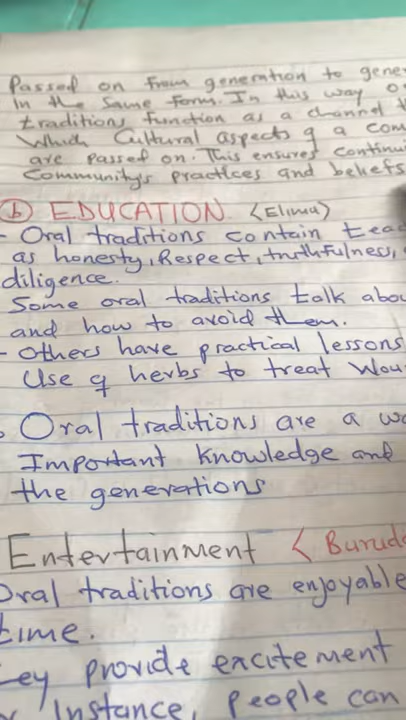 Passed on from generation to gene
In the Same form. In this way o
traditions function as a channel t
Which Cultural aspects of a com
are passed on. This ensures continu
Community's practices and beliefs
(b) EDUCATION <Elimu>
- Oral traditions contain teac
as honesty, Respect, truthfulness,
diligence.
Some oral traditions talk abou
and how to avoid them.
- Others have practical lessons
Use of herbs to treat Wou
Oral traditions are a wa
Important knowledge and
the generations
Entertainment < Burud
Oral traditions are enjoyable
time.
ey provide excitement
Instance, people can